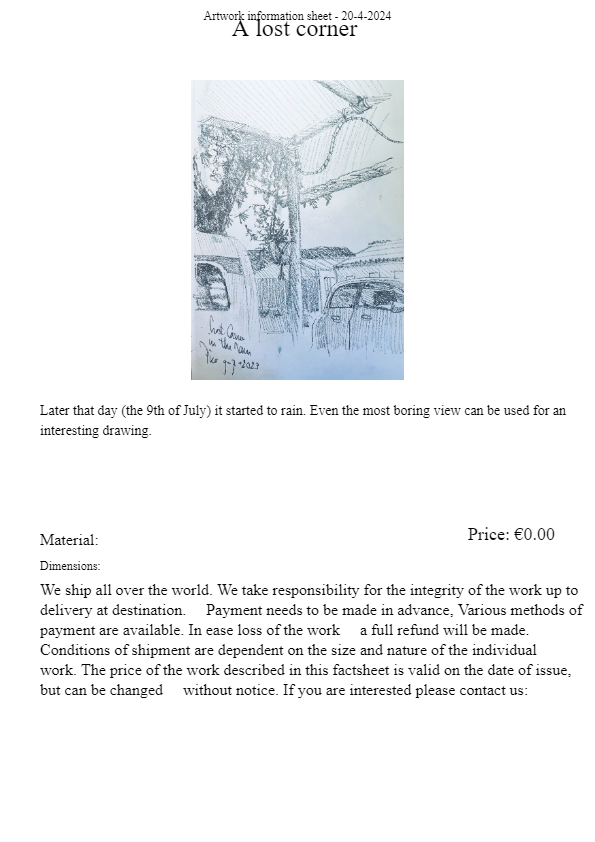 Artwork information sheet - 20-4-2024
A lost corner
Lost Corner
in the rain
9-7-2023
Later that day (the 9th of July) it started to rain. Even the most boring view can be used for an
interesting drawing.
Price: €0.00
Material:
Dimensions:
We ship all over the world. We take responsibility for the integrity of the work up to
delivery at destination. Payment needs to be made in advance, Various methods of
payment are available. In ease loss of the work a full refund will be made.
Conditions of shipment are dependent on the size and nature of the individual
work. The price of the work described in this factsheet is valid on the date of issue,
but can be changed without notice. If you are interested please contact us: